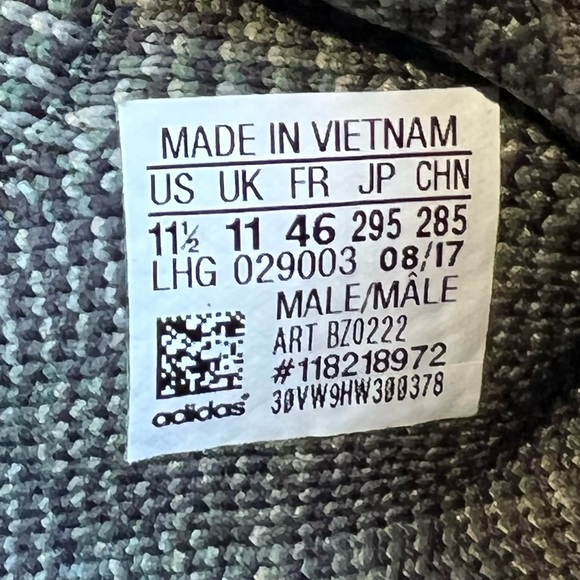 MADE IN VIETNAM
US UK FR JP CHN
11½ 11 46 295 285
LHG 029003 08/17
MALE/MÂLE
ART BZ0222
#118218972
30VW9HW300378
adidas®